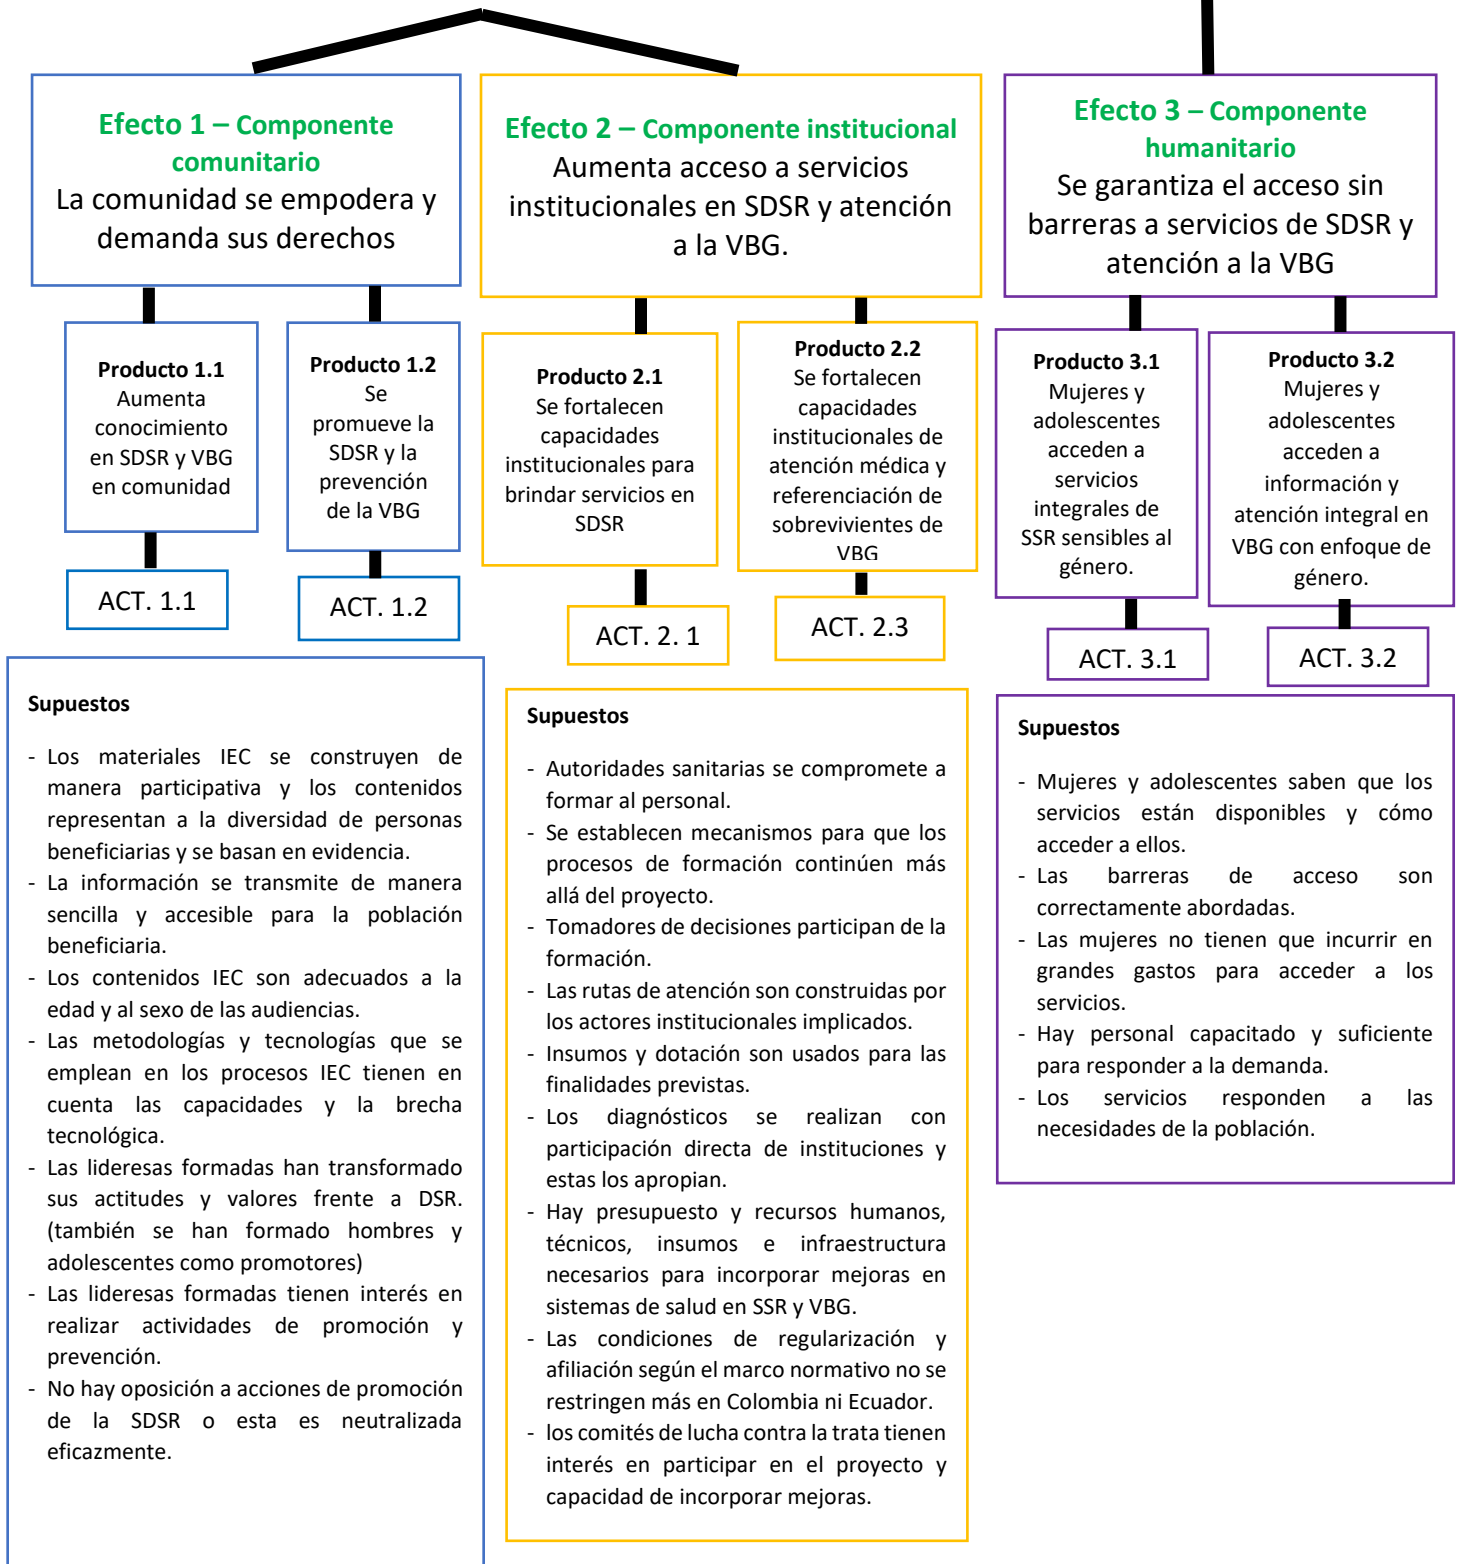 Efecto 1 – Componente
comunitario
La comunidad se empodera y
demanda sus derechos
Efecto 2 – Componente institucional
Aumenta acceso a servicios
institucionales en SDSR y atención
a la VBG.
Efecto 3 – Componente
humanitario
Se garantiza el acceso sin
barreras a servicios de SDSR y
atención a la VBG
Producto 1.1
Aumenta
conocimiento
en SDSR y VBG
en comunidad
Producto 1.2
Se
promueve la
SDSR y la
prevención
de la VBG
Producto 2.1
Se fortalecen
capacidades
institucionales para
brindar servicios en
SDSR
Producto 2.2
Se fortalecen
capacidades
institucionales de
atención médica y
referenciación de
sobrevivientes de
VBG
Producto 3.1
Mujeres y
adolescentes
acceden a
servicios
integrales de
SSR sensibles al
género.
Producto 3.2
Mujeres y
adolescentes
acceden a
información y
atención integral en
VBG con enfoque de
género.
ACT. 1.1
ACT. 1.2
ACT. 2. 1
ACT. 2.3
ACT. 3.1
ACT. 3.2
Supuestos
- Los materiales IEC se construyen de
manera participativa y los contenidos
representan a la diversidad de personas
beneficiarias y se basan en evidencia.
- La información se transmite de manera
sencilla y accesible para la población
beneficiaria.
- Los contenidos IEC son adecuados a la
edad y al sexo de las audiencias.
- Las metodologías y tecnologías que se
emplean en los procesos IEC tienen en
cuenta las capacidades y la brecha
tecnológica.
- Las lideresas formadas han transformado
sus actitudes y valores frente a DSR.
(también se han formado hombres y
adolescentes como promotores)
- Las lideresas formadas tienen interés en
realizar actividades de promoción y
prevención.
- No hay oposición a acciones de promoción
de la SDSR o esta es neutralizada
eficazmente.
Supuestos
- Autoridades sanitarias se compromete a
formar al personal.
- Se establecen mecanismos para que los
procesos de formación continúen más
allá del proyecto.
- Tomadores de decisiones participan de la
formación.
- Las rutas de atención son construidas por
los actores institucionales implicados.
- Insumos y dotación son usados para las
finalidades previstas.
- Los diagnósticos se realizan con
participación directa de instituciones y
estas los apropian.
- Hay presupuesto y recursos humanos,
técnicos, insumos e infraestructura
necesarios para incorporar mejoras en
sistemas de salud en SSR y VBG.
- Las condiciones de regularización y
afiliación según el marco normativo no se
restringen más en Colombia ni Ecuador.
- los comités de lucha contra la trata tienen
interés en participar en el proyecto y
capacidad de incorporar mejoras.
Supuestos
- Mujeres y adolescentes saben que los
servicios están disponibles y cómo
acceder a ellos.
- Las barreras de acceso son
correctamente abordadas.
- Las mujeres no tienen que incurrir en
grandes gastos para acceder a los
servicios.
- Hay personal capacitado y suficiente
para responder a la demanda.
- Los servicios responden a las
necesidades de la población.